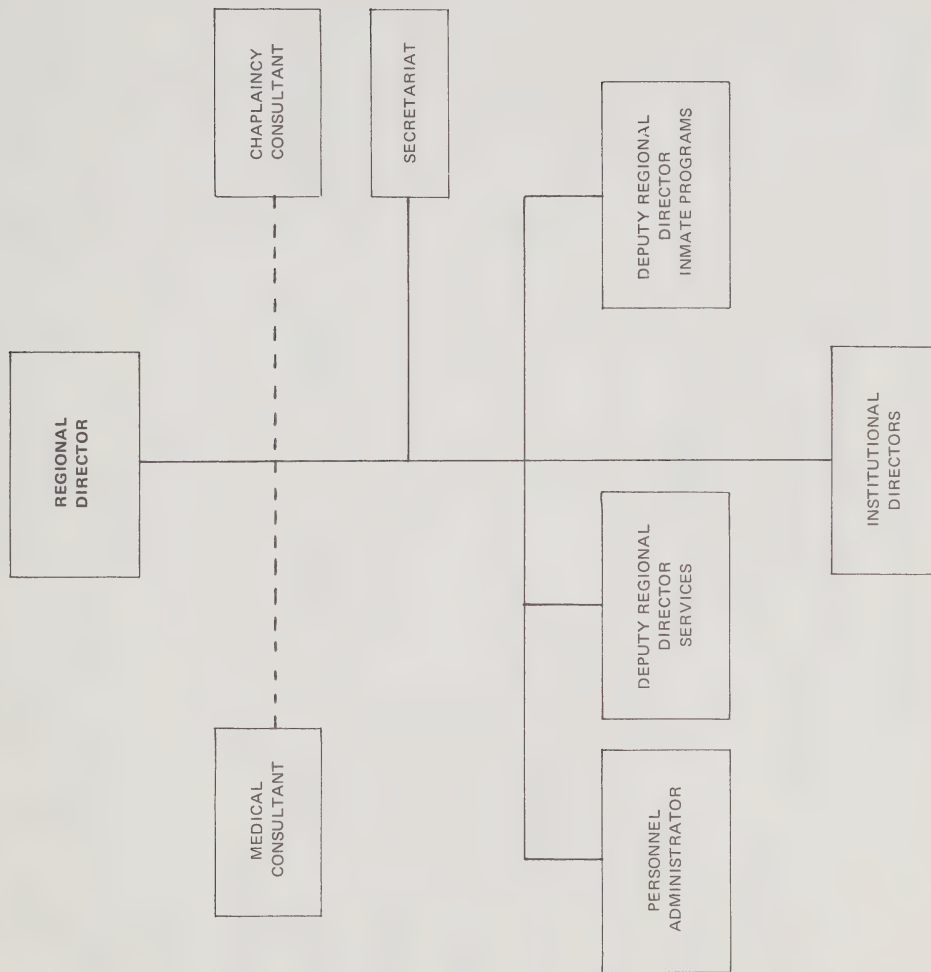 REGIONAL
DIRECTOR
MEDICAL
CONSULTANT
CHAPLAINCY
CONSULTANT
SECRETARIAT
PERSONNEL
ADMINISTRATOR
DEPUTY REGIONAL
DIRECTOR
SERVICES
DEPUTY REGIONAL
DIRECTOR
INMATE PROGRAMS
INSTITUTIONAL
DIRECTORS